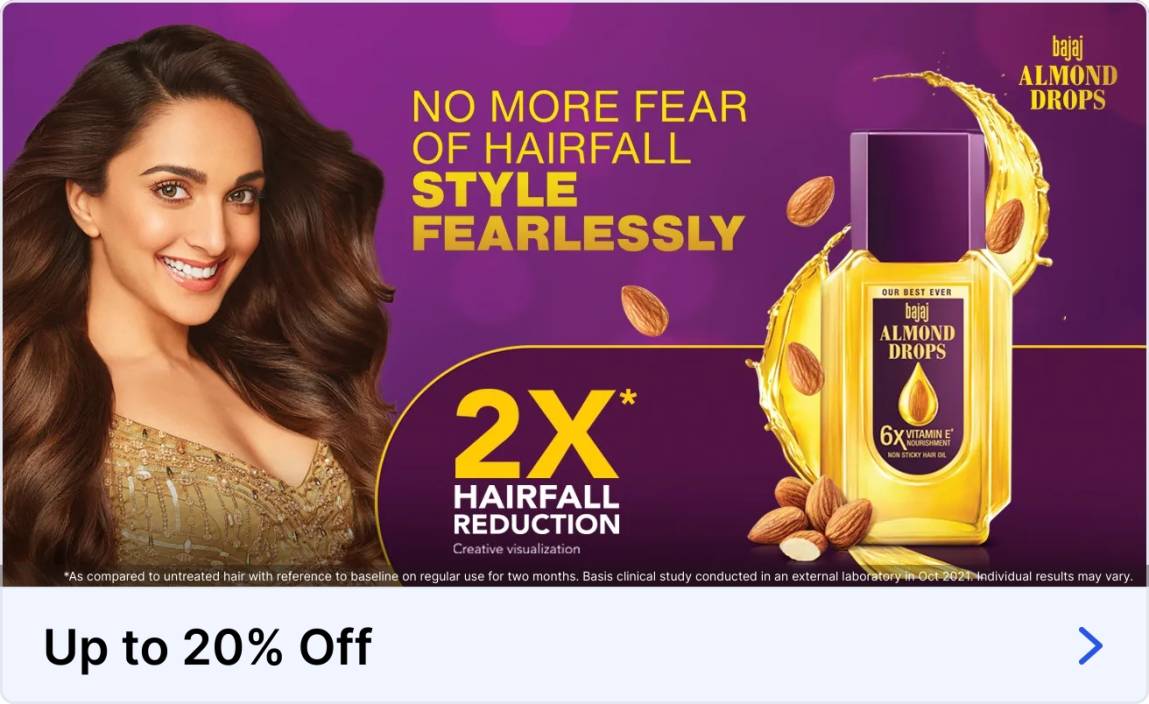 NO MORE FEAR
OF HAIRFALL
STYLE
FEARLESSLY
bajaj
ALMOND
DROPS
OUR BEST EVER
bajaj
ALMOND
DROPS
6X VITAMIN E*
NOURISHMENT
NON STICKY HAIR OIL
2X*
HAIRFALL
REDUCTION
Creative visualization
*As compared to untreated hair with reference to baseline on regular use for two months. Basis clinical study conducted in an external laboratory in Oct 2021. Individual results may vary.
Up to 20% Off